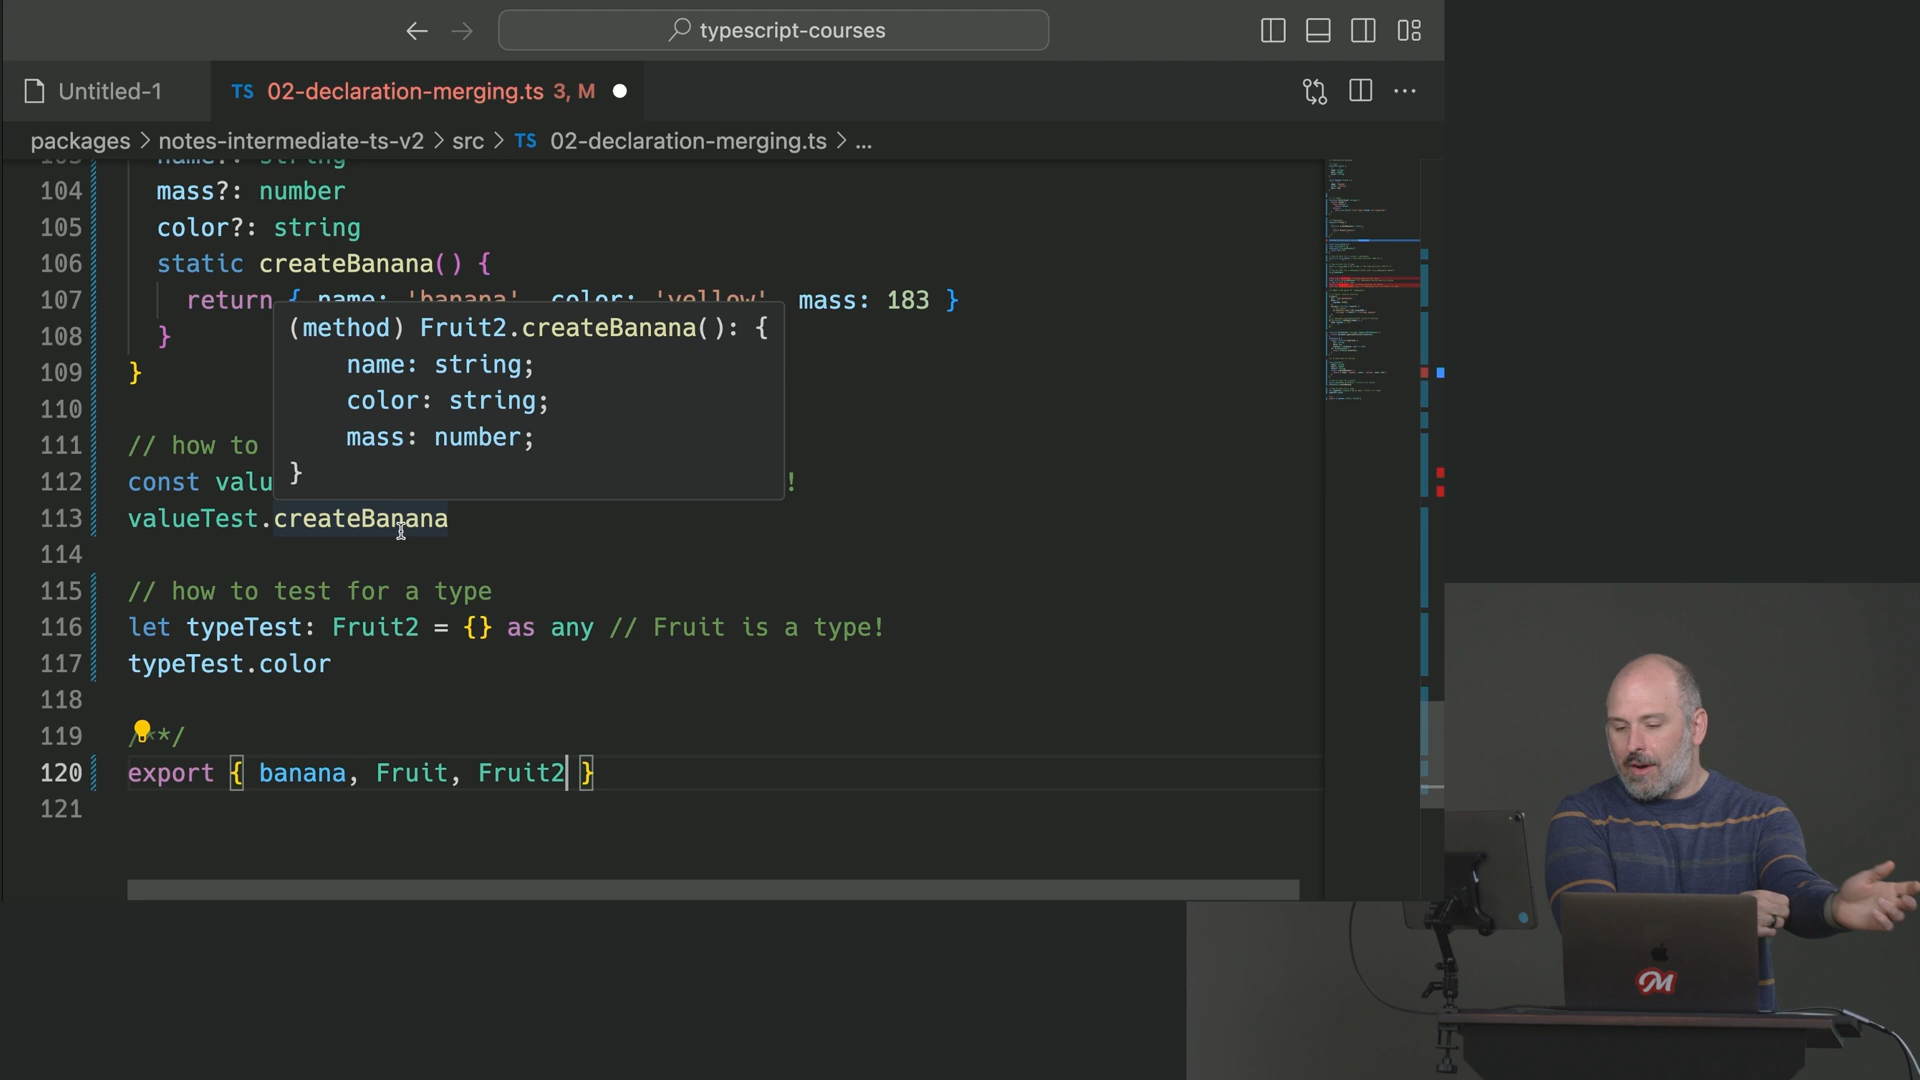 typescript-courses
Untitled-1
TS 02-declaration-merging.ts 3, M
packages > notes-intermediate-ts-v2 > src > TS 02-declaration-merging.ts > ...
104 mass?: number
105 color?: string
106 static createBanana() {
107 return { name: 'banana', color: 'yellow', mass: 183 }
108 }
109 }
110
(method) Fruit2.createBanana(): {
name: string;
color: string;
mass: number;
}
111 // how to
112 const valu !
113 valueTest.createBanana
114
115 // how to test for a type
116 let typeTest: Fruit2 = {} as any // Fruit is a type!
117 typeTest.color
118
119 /**/
120 export { banana, Fruit, Fruit2 }
121
M